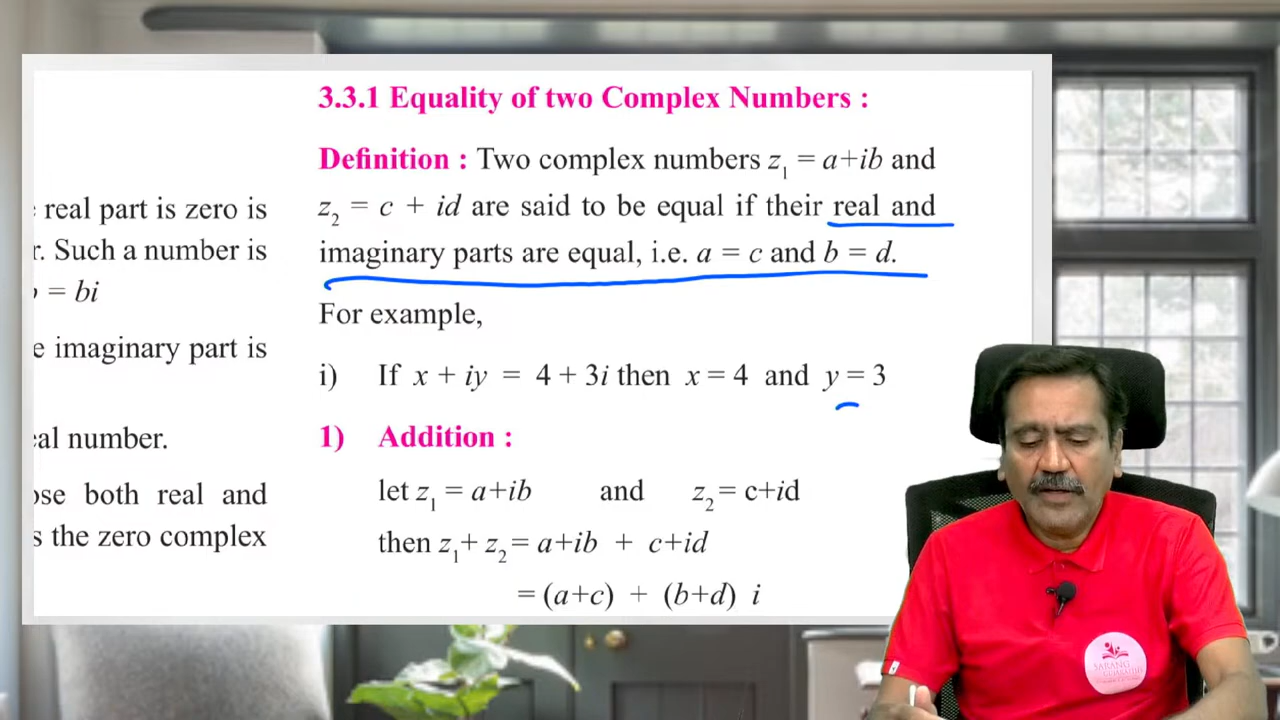 : real part is zero is
r. Such a number is
= bi
e imaginary part is
al number.
ose both real and
s the zero complex
3.3.1 Equality of two Complex Numbers :
Definition : Two complex numbers z₁ = a+ib and
z₂ = c + id are said to be equal if their real and
imaginary parts are equal, i.e. a = c and b = d.
For example,
i) If x + iy = 4 + 3i then x = 4 and y = 3
1) Addition :
let z₁ = a+ib and z₂ = c+id
then z₁+ z₂ = a+ib + c+id
= (a+c) + (b+d) i
SARANG